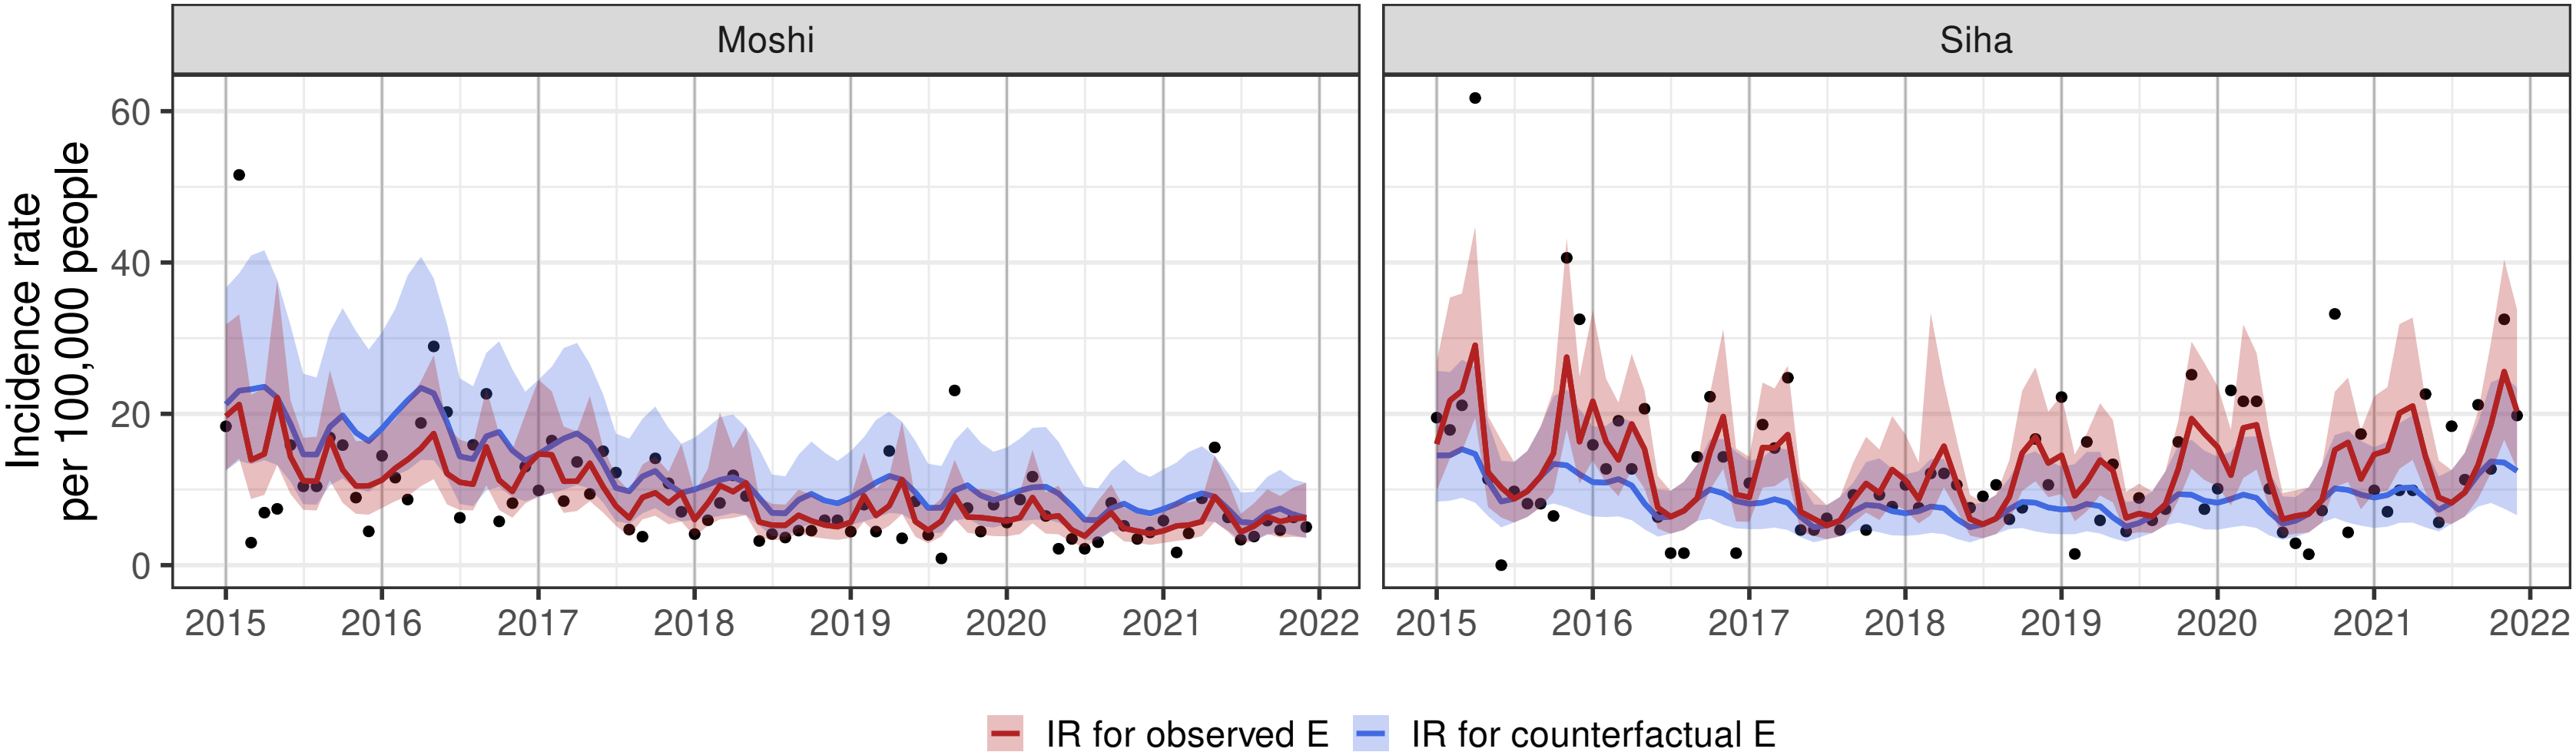 Moshi
Siha
Incidence rate
per 100,000 people
60
40
20
0
2015 2016 2017 2018 2019 2020 2021 2022
2015 2016 2017 2018 2019 2020 2021 2022
IR for observed E IR for counterfactual E